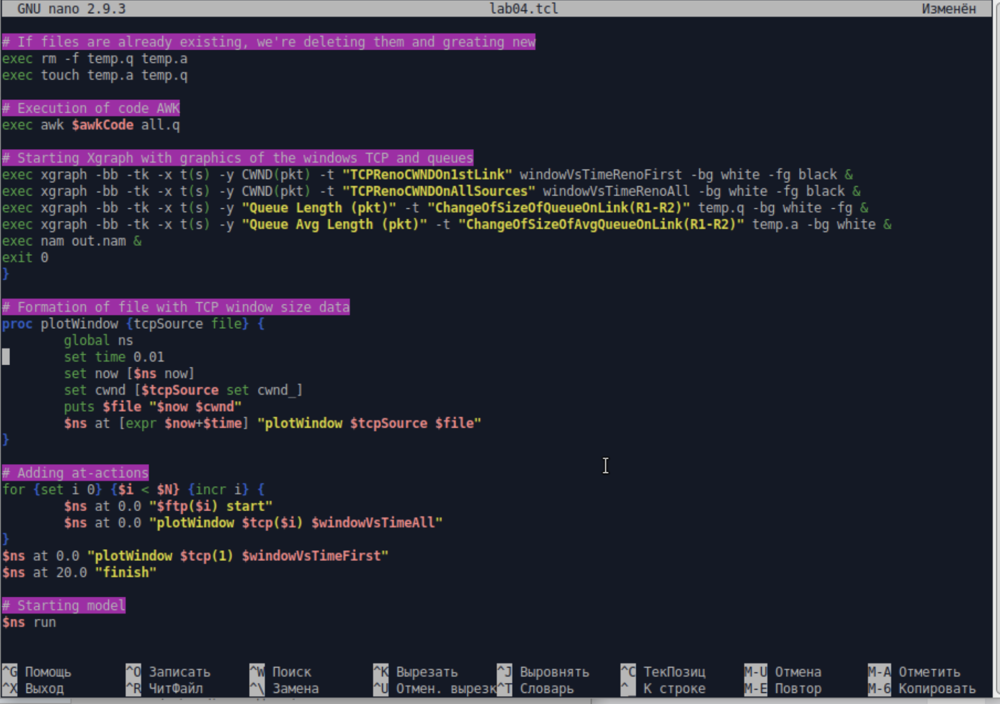 GNU nano 2.9.3 lab04.tcl Изменён
# If files are already existing, we're deleting them and greating new
exec rm -f temp.q temp.a
exec touch temp.a temp.q
# Execution of code AWK
exec awk $awkCode all.q
# Starting Xgraph with graphics of the windows TCP and queues
exec xgraph -bb -tk -x t(s) -y CWND(pkt) -t "TCPRenoCWNDOn1stLink" windowVsTimeRenoFirst -bg white -fg black &
exec xgraph -bb -tk -x t(s) -y CWND(pkt) -t "TCPRenoCWNDOnAllSources" windowVsTimeRenoAll -bg white -fg black &
exec xgraph -bb -tk -x t(s) -y "Queue Length (pkt)" -t "ChangeOfSizeOfQueueOnLink(R1-R2)" temp.q -bg white -fg &
exec xgraph -bb -tk -x t(s) -y "Queue Avg Length (pkt)" -t "ChangeOfSizeOfAvgQueueOnLink(R1-R2)" temp.a -bg white &
exec nam out.nam &
exit 0
}
# Formation of file with TCP window size data
proc plotWindow {tcpSource file} {
global ns
set time 0.01
set now [$ns now]
set cwnd [$tcpSource set cwnd_]
puts $file "$now $cwnd"
$ns at [expr $now+$time] "plotWindow $tcpSource $file"
}
# Adding at-actions
for {set i 0} {$i < $N} {incr i} {
$ns at 0.0 "$ftp($i) start"
$ns at 0.0 "plotWindow $tcp($i) $windowVsTimeAll"
}
$ns at 0.0 "plotWindow $tcp(1) $windowVsTimeFirst"
$ns at 20.0 "finish"
# Starting model
$ns run
^G Помощь ^O Записать ^W Поиск ^K Вырезать ^J Выровнять ^C ТекПозиц M-U Отмена M-A Отметить
^X Выход ^R ЧитФайл ^\ Замена ^U Отмен. вырезк ^T Словарь ^_ К строке M-E Повтор M-6 Копировать